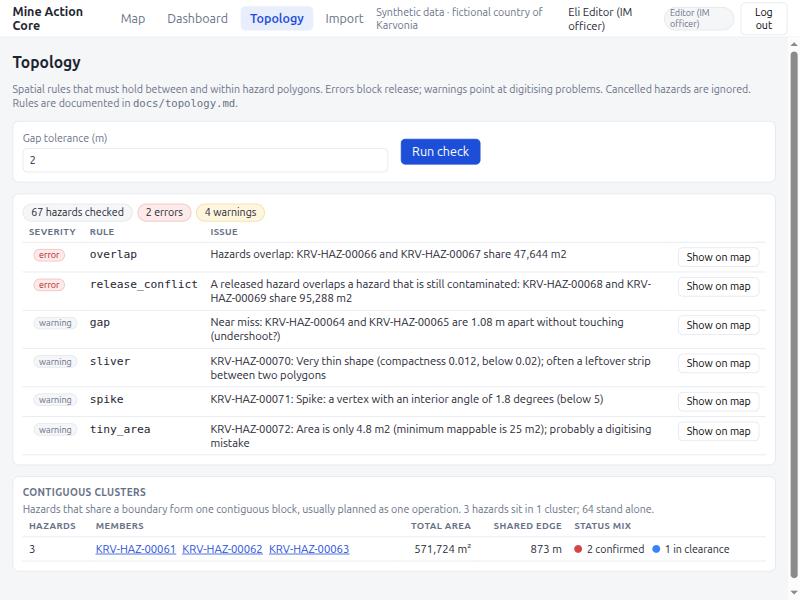 Mine Action Core
Map
Dashboard
Topology
Import
Synthetic data · fictional country of Karvonia
Eli Editor (IM officer)
Editor (IM officer)
Log out
Topology
Spatial rules that must hold between and within hazard polygons. Errors block release; warnings point at digitising problems. Cancelled hazards are ignored.
Rules are documented in docs/topology.md.
Gap tolerance (m)
2
Run check
67 hazards checked 2 errors 4 warnings
SEVERITY RULE ISSUE
error overlap Hazards overlap: KRV-HAZ-00066 and KRV-HAZ-00067 share 47,644 m2 Show on map
error release_conflict A released hazard overlaps a hazard that is still contaminated: KRV-HAZ-00068 and KRV-
HAZ-00069 share 95,288 m2 Show on map
warning gap Near miss: KRV-HAZ-00064 and KRV-HAZ-00065 are 1.08 m apart without touching
(undershoot?) Show on map
warning sliver KRV-HAZ-00070: Very thin shape (compactness 0.012, below 0.02); often a leftover strip
between two polygons Show on map
warning spike KRV-HAZ-00071: Spike: a vertex with an interior angle of 1.8 degrees (below 5) Show on map
warning tiny_area KRV-HAZ-00072: Area is only 4.8 m2 (minimum mappable is 25 m2); probably a digitising
mistake Show on map
CONTIGUOUS CLUSTERS
Hazards that share a boundary form one contiguous block, usually planned as one operation. 3 hazards sit in 1 cluster; 64 stand alone.
HAZARDS MEMBERS TOTAL AREA SHARED EDGE STATUS MIX
3 KRV-HAZ-00061 KRV-HAZ-00062 KRV-HAZ-00063 571,724 m² 873 m 2 confirmed 1 in clearance